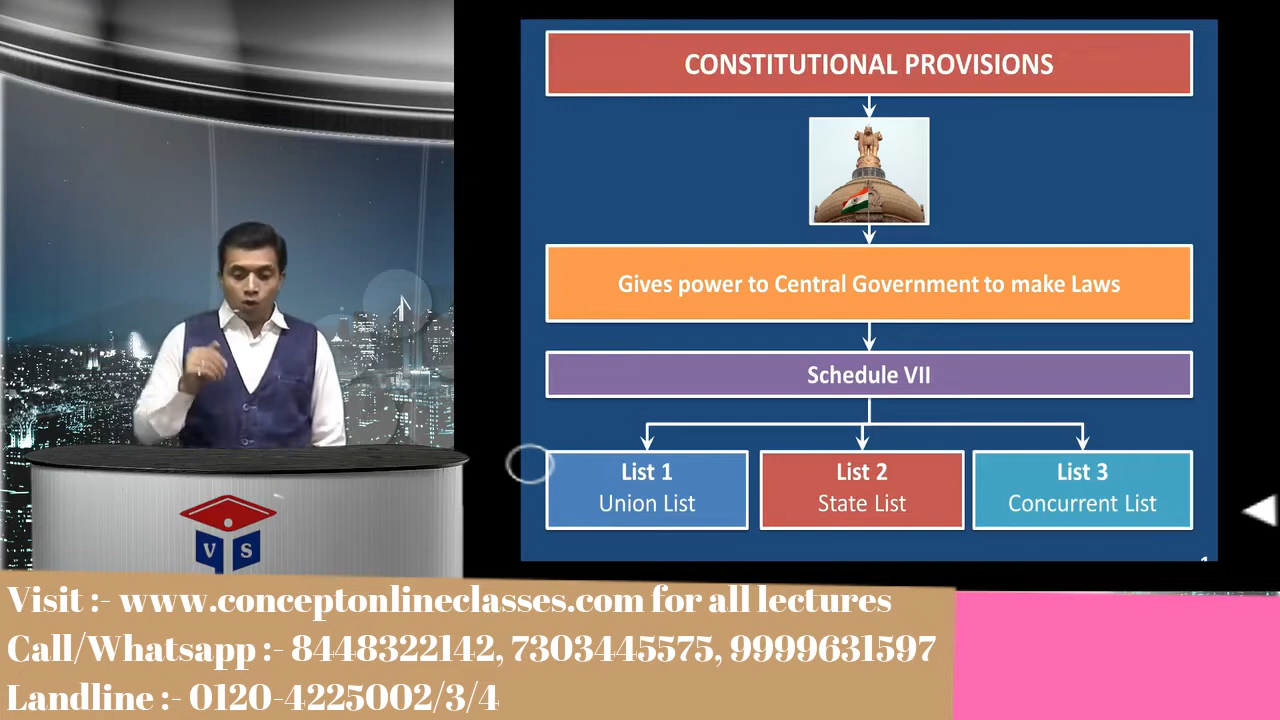 CONSTITUTIONAL PROVISIONS
Gives power to Central Government to make Laws
Schedule VII
List 1
Union List
List 2
State List
List 3
Concurrent List
1
V S
Visit :- www.conceptonlineclasses.com for all lectures
Call/Whatsapp :- 8448322142, 7303445575, 9999631597
Landline :- 0120-4225002/3/4